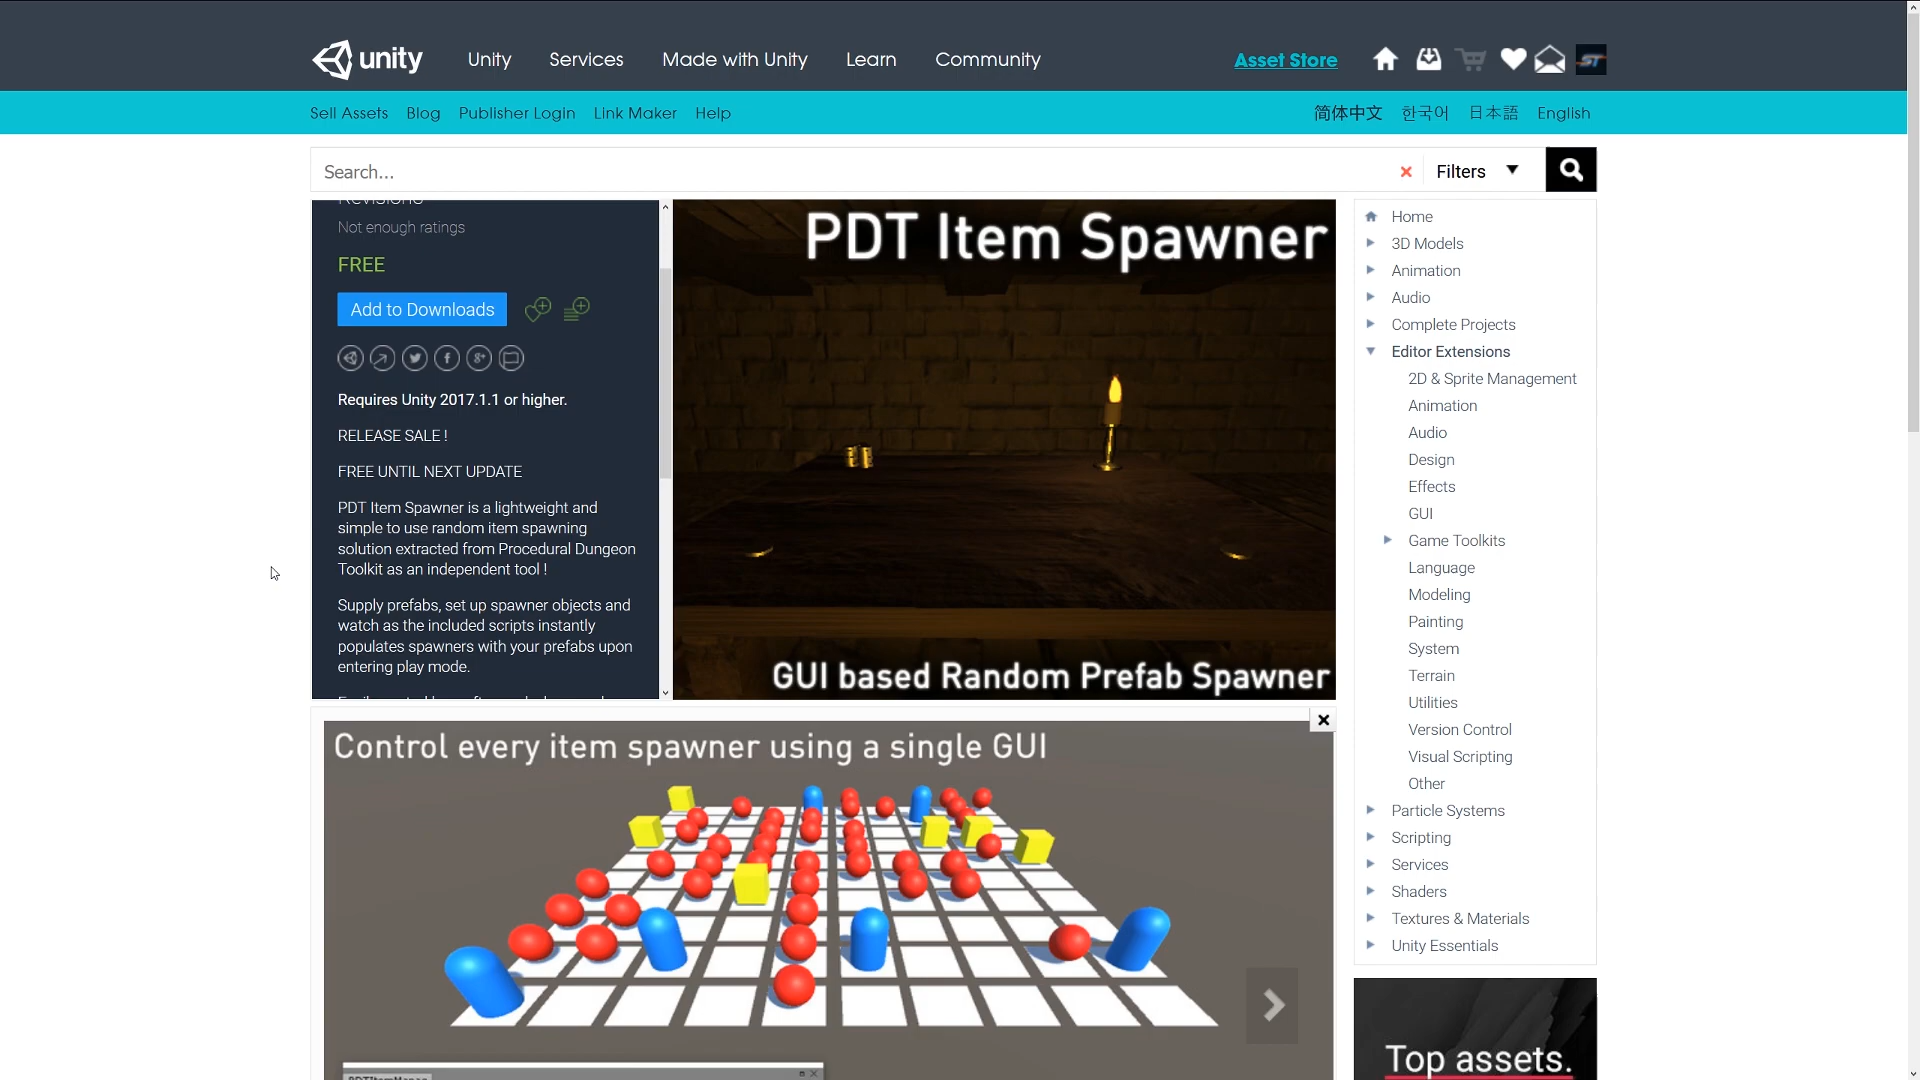 unity
Unity
Services
Made with Unity
Learn
Community
Asset Store
ST
Sell Assets
Blog
Publisher Login
Link Maker
Help
简体中文
한국어
日本語
English
Search...
Filters
Revisions
Not enough ratings
FREE
Add to Downloads
Requires Unity 2017.1.1 or higher.
RELEASE SALE !
FREE UNTIL NEXT UPDATE
PDT Item Spawner is a lightweight and
simple to use random item spawning
solution extracted from Procedural Dungeon
Toolkit as an independent tool !
Supply prefabs, set up spawner objects and
watch as the included scripts instantly
populates spawners with your prefabs upon
entering play mode.
PDT Item Spawner
GUI based Random Prefab Spawner
Control every item spawner using a single GUI
Home
3D Models
Animation
Audio
Complete Projects
Editor Extensions
2D & Sprite Management
Animation
Audio
Design
Effects
GUI
Game Toolkits
Language
Modeling
Painting
System
Terrain
Utilities
Version Control
Visual Scripting
Other
Particle Systems
Scripting
Services
Shaders
Textures & Materials
Unity Essentials
Top assets.